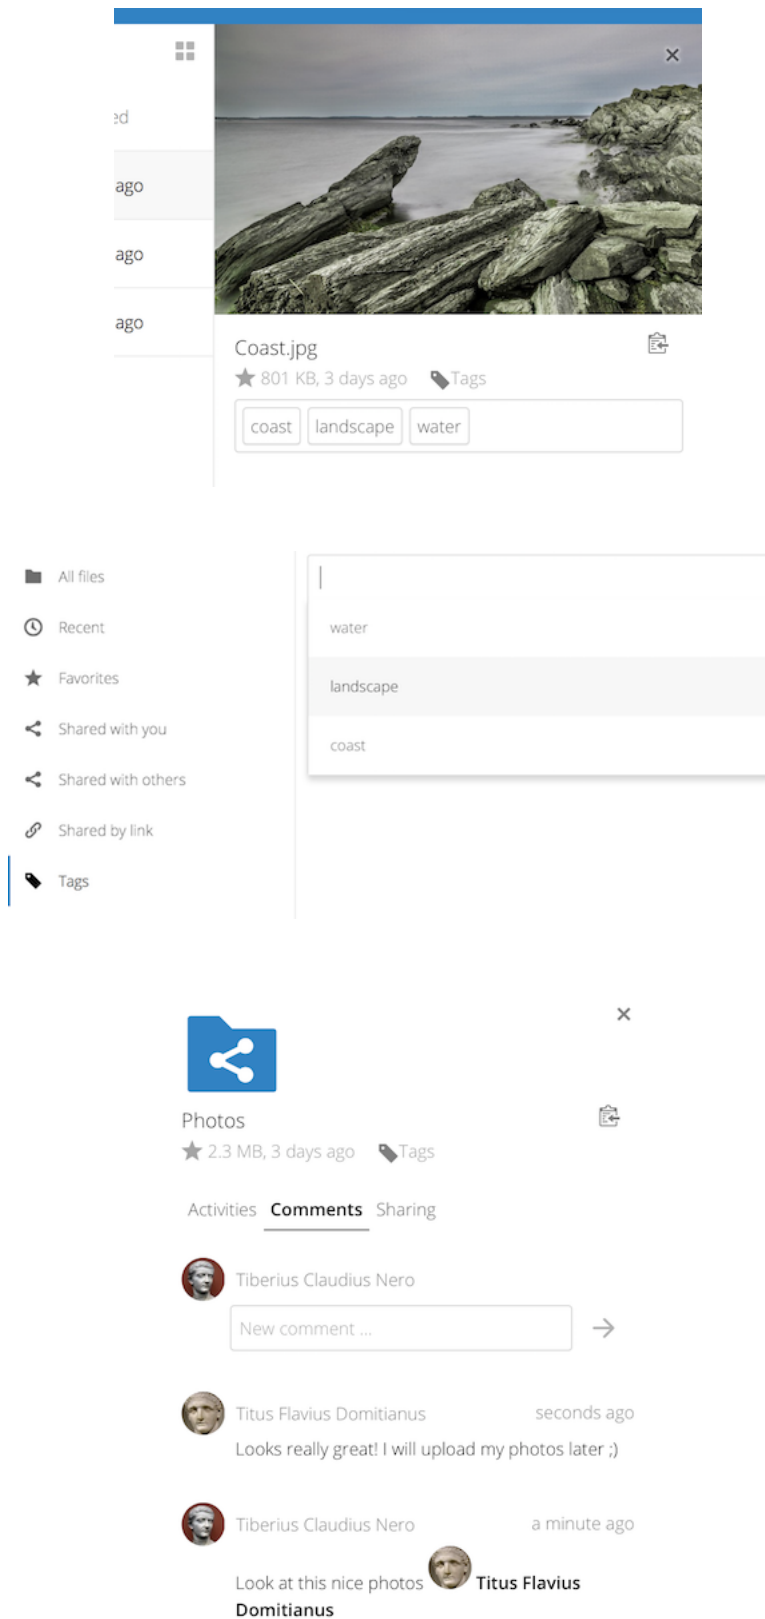 ed
ago
ago
ago
Coast.jpg
801 KB, 3 days ago Tags
coast landscape water
All files
Recent
Favorites
Shared with you
Shared with others
Shared by link
Tags
water
landscape
coast
Photos
2.3 MB, 3 days ago Tags
Activities Comments Sharing
Tiberius Claudius Nero
New comment ...
Titus Flavius Domitianus seconds ago
Looks really great! I will upload my photos later ;)
Tiberius Claudius Nero a minute ago
Look at this nice photos Titus Flavius
Domitianus